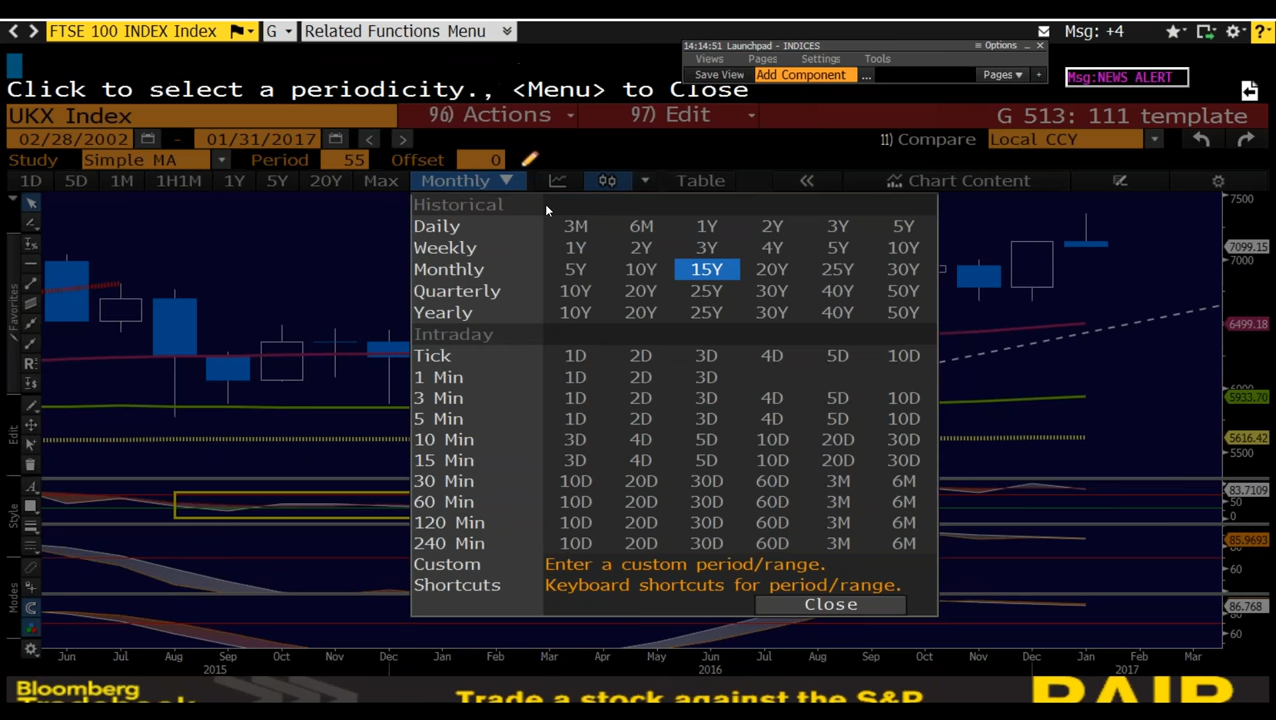 FTSE 100 INDEX Index G Related Functions Menu Msg: +4
14:14:51 Launchpad - INDICES Options
Views Pages Settings Tools
Save View Add Component ... Pages
Msg:NEWS ALERT
Click to select a periodicity., <Menu> to Close
UKX Index 96) Actions 97) Edit G 513: 111 template
02/28/2002 - 01/31/2017 11) Compare Local CCY
Study Simple MA Period 55 Offset 0
1D 5D 1M 1H1M 1Y 5Y 20Y Max Monthly Table Chart Content
Historical
Daily 3M 6M 1Y 2Y 3Y 5Y
Weekly 1Y 2Y 3Y 4Y 5Y 10Y
Monthly 5Y 10Y 15Y 20Y 25Y 30Y
Quarterly 10Y 20Y 25Y 30Y 40Y 50Y
Yearly 10Y 20Y 25Y 30Y 40Y 50Y
Intraday
Tick 1D 2D 3D 4D 5D 10D
1 Min 1D 2D 3D
3 Min 1D 2D 3D 4D 5D 10D
5 Min 1D 2D 3D 4D 5D 10D
10 Min 3D 4D 5D 10D 20D 30D
15 Min 3D 4D 5D 10D 20D 30D
30 Min 10D 20D 30D 60D 3M 6M
60 Min 10D 20D 30D 60D 3M 6M
120 Min 10D 20D 30D 60D 3M 6M
240 Min 10D 20D 30D 60D 3M 6M
Custom Enter a custom period/range.
Shortcuts Keyboard shortcuts for period/range.
Close
Favorites
Edit
Style
Modes
7500
7099.15
7000
6499.18
6000
5933.70
5616.42
5000
83.7109
50
0
85.9693
60
86.768
60
Jun Jul Aug Sep Oct Nov Dec Jan Feb Mar Apr May Jun Jul Aug Sep Oct Nov Dec Jan Feb Mar
2015 2016 2017
Bloomberg
Tradebook
Trade a stock against the S&P
PAIR